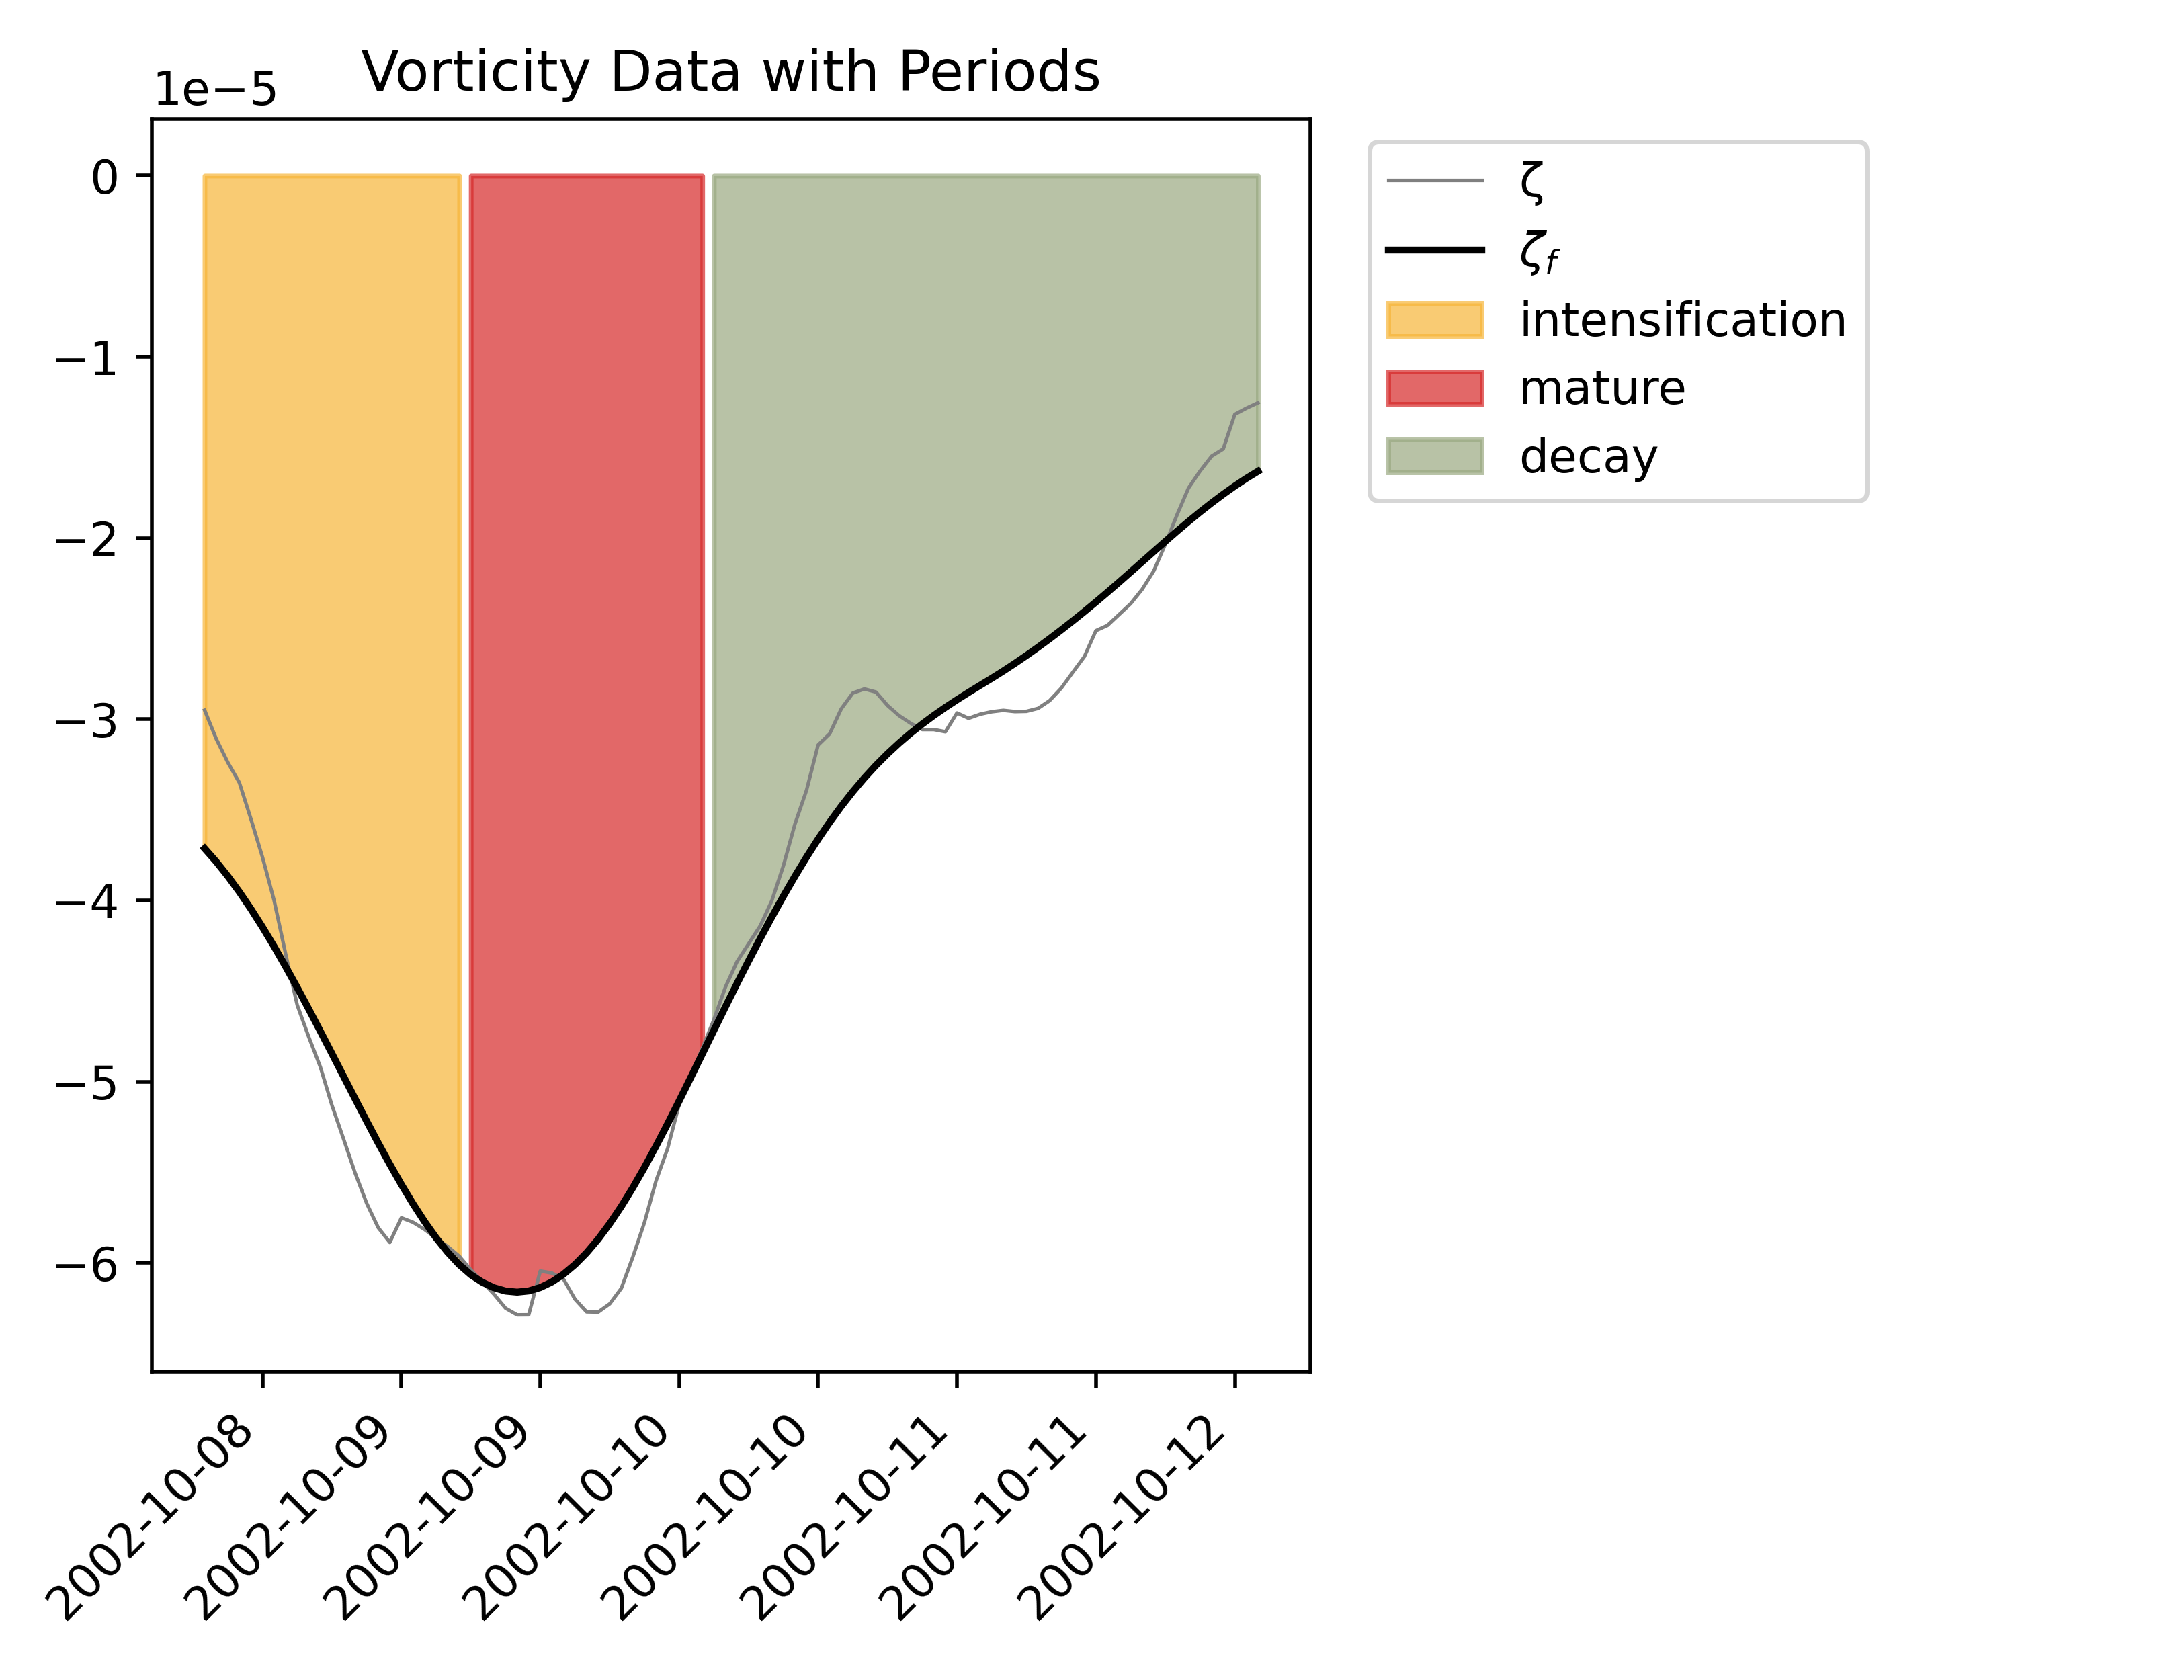 Vorticity Data with Periods
1e−5
0
−1
−2
−3
−4
−5
−6
2002-10-08
2002-10-09
2002-10-09
2002-10-10
2002-10-10
2002-10-11
2002-10-11
2002-10-12
ζ
ζf
intensification
mature
decay